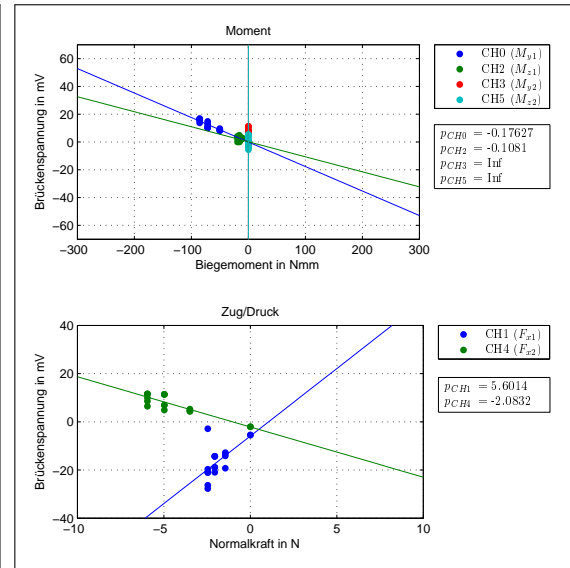 Moment
60
40
20
0
−20
−40
−60
−300 −200 −100 0 100 200 300
Brückenspannung in mV
Biegemoment in Nmm
CH0 (My1)
CH2 (Mz1)
CH3 (My2)
CH5 (Mz2)
pCH0 = -0.17627
pCH2 = -0.1081
pCH3 = Inf
pCH5 = Inf
Zug/Druck
40
20
0
−20
−40
−10 −5 0 5 10
Brückenspannung in mV
Normalkraft in N
CH1 (Fx1)
CH4 (Fx2)
pCH1 = 5.6014
pCH4 = -2.0832